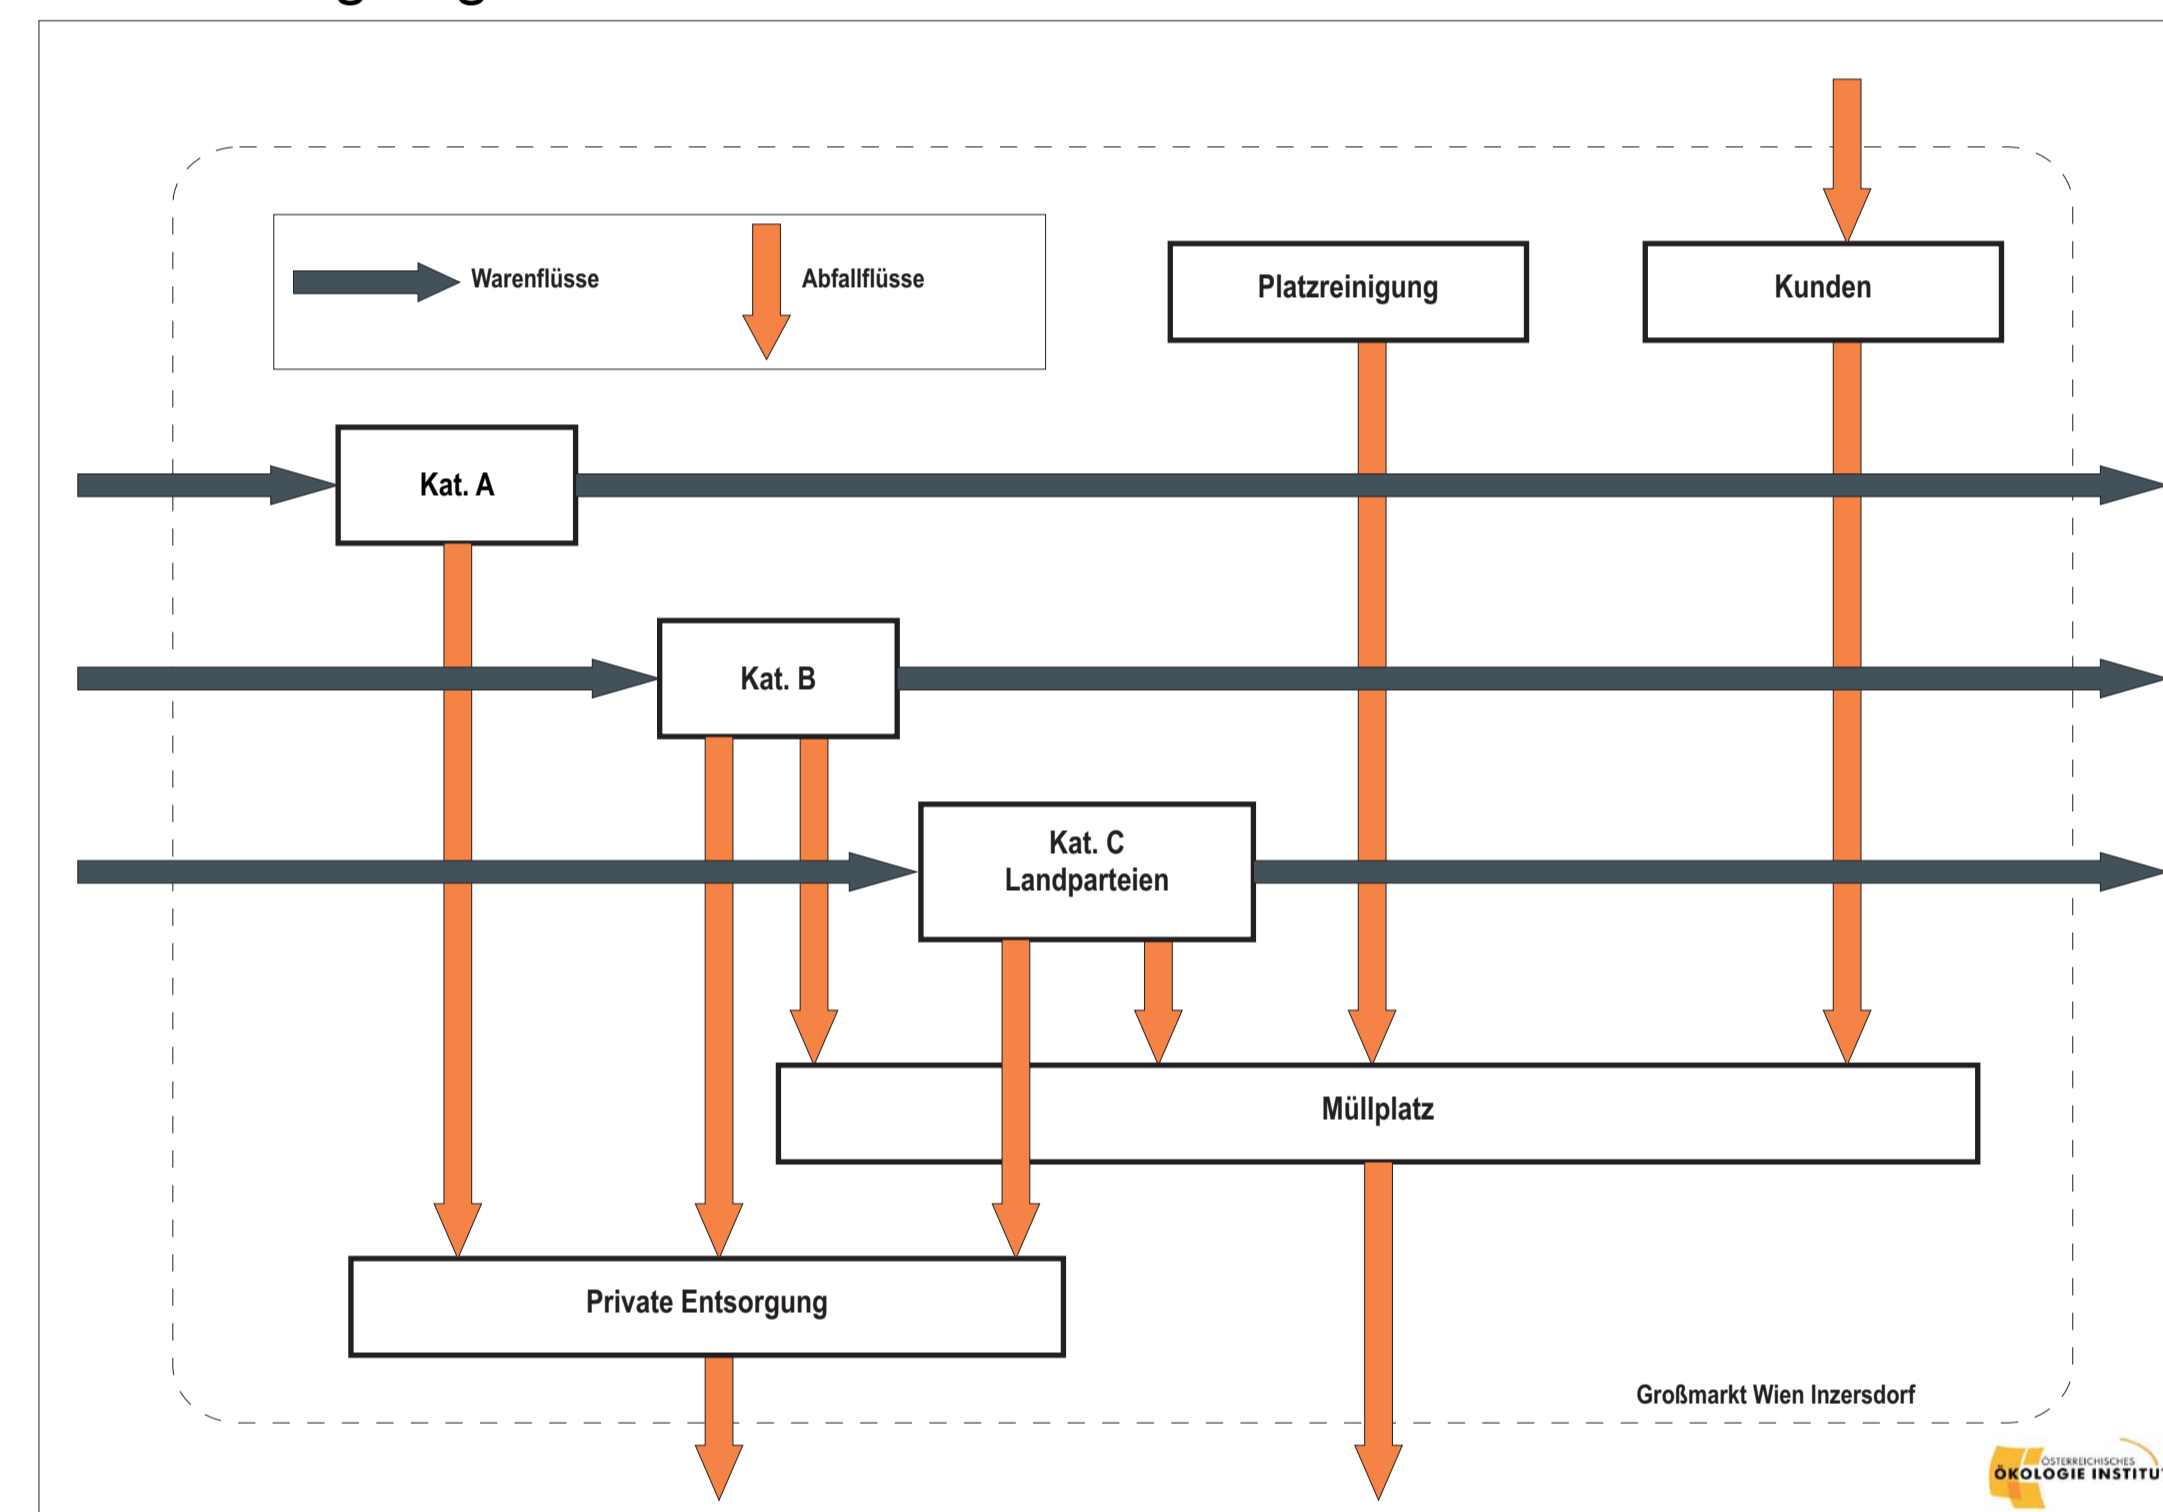 Warenflüsse
Abfallflüsse
Platzreinigung
Kunden
Kat. A
Kat. B
Kat. C
Landparteien
Müllplatz
Private Entsorgung
Großmarkt Wien Inzersdorf
ÖSTERREICHISCHES
ÖKOLOGIE INSTITU